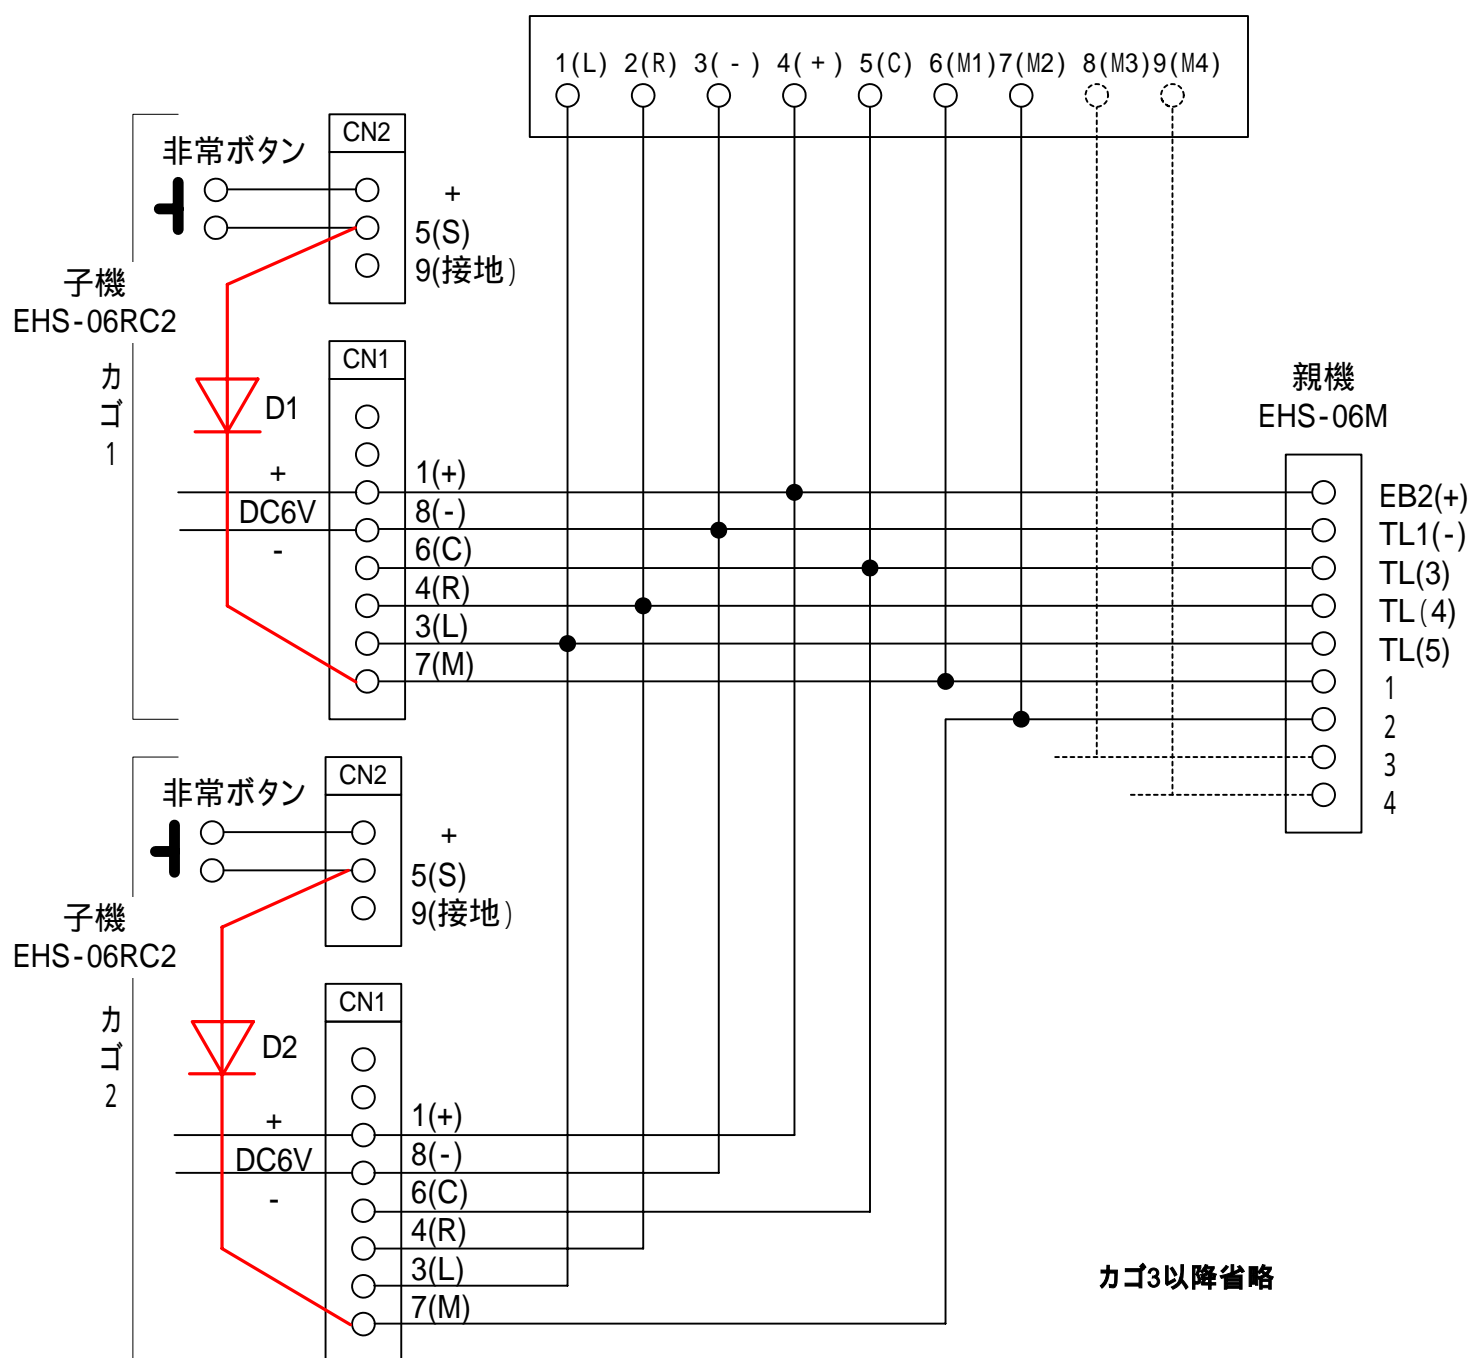 1(L) 2(R) 3( - ) 4( + ) 5(C) 6(M1) 7(M2) 8(M3) 9(M4)
CN2
非常ボタン
+
5(S)
9(接地)
子機
EHS-06RC2
カゴ1
CN1
D1
+
DC6V
-
1(+)
8(-)
6(C)
4(R)
3(L)
7(M)
親機
EHS-06M
EB2(+)
TL1(-)
TL(3)
TL(4)
TL(5)
1
2
3
4
CN2
非常ボタン
+
5(S)
9(接地)
子機
EHS-06RC2
カゴ2
CN1
D2
+
DC6V
-
1(+)
8(-)
6(C)
4(R)
3(L)
7(M)
カゴ3以降省略